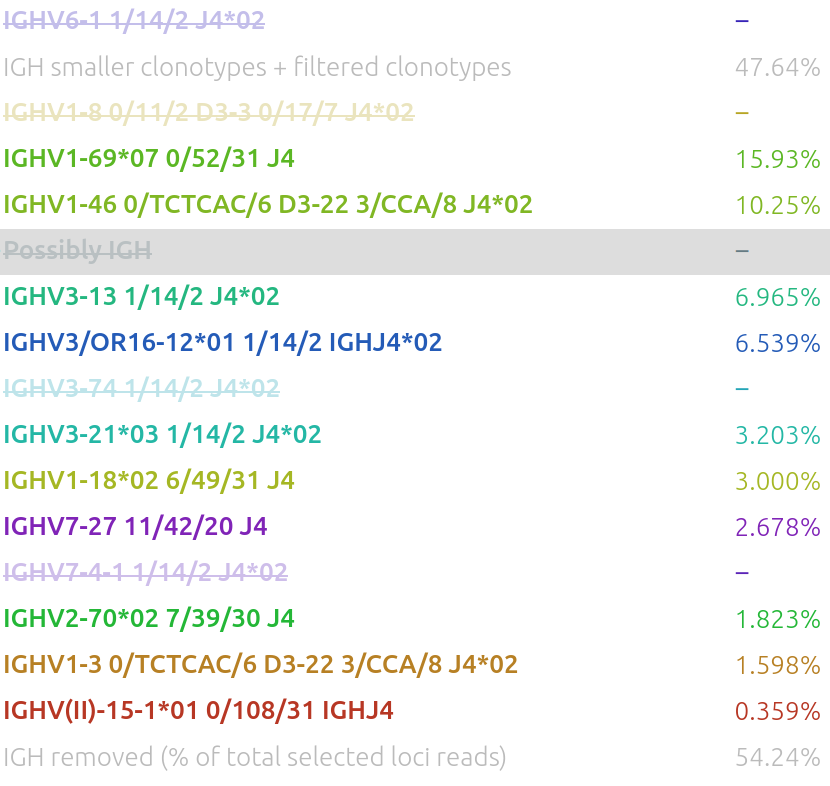 IGHV6-1 1/14/2 J4*02 –
IGH smaller clonotypes + filtered clonotypes 47.64%
IGHV1-8 0/11/2 D3-3 0/17/7 J4*02 –
IGHV1-69*07 0/52/31 J4 15.93%
IGHV1-46 0/TCTCAC/6 D3-22 3/CCA/8 J4*02 10.25%
Possibly IGH –
IGHV3-13 1/14/2 J4*02 6.965%
IGHV3/OR16-12*01 1/14/2 IGHJ4*02 6.539%
IGHV3-74 1/14/2 J4*02 –
IGHV3-21*03 1/14/2 J4*02 3.203%
IGHV1-18*02 6/49/31 J4 3.000%
IGHV7-27 11/42/20 J4 2.678%
IGHV7-4-1 1/14/2 J4*02 –
IGHV2-70*02 7/39/30 J4 1.823%
IGHV1-3 0/TCTCAC/6 D3-22 3/CCA/8 J4*02 1.598%
IGHV(II)-15-1*01 0/108/31 IGHJ4 0.359%
IGH removed (% of total selected loci reads) 54.24%